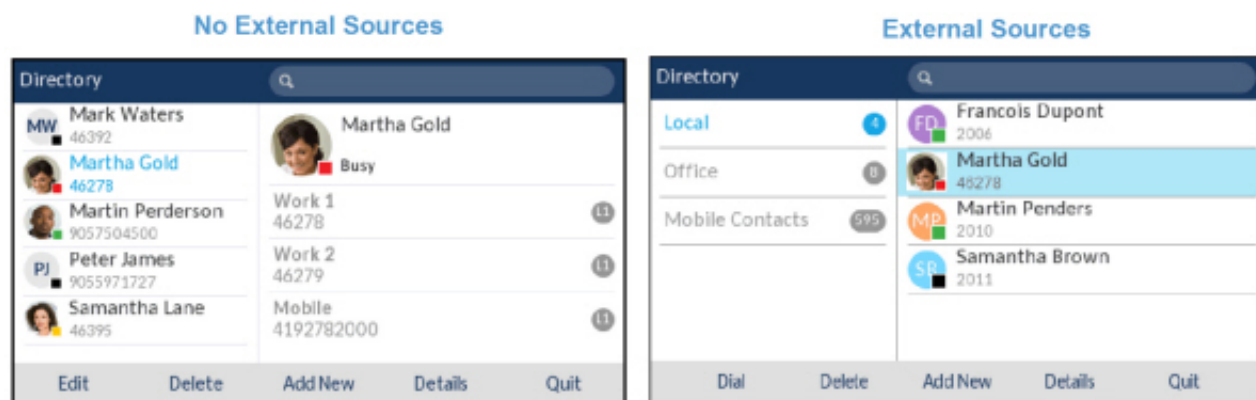 No External Sources
Directory
MW
Mark Waters
46392
Martha Gold
46278
Martin Perderson
9057504500
PJ
Peter James
9055971727
Samantha Lane
46395
Martha Gold
Busy
Work 1
46278
L1
Work 2
46279
L1
Mobile
4192782000
L1
Edit Delete Add New Details Quit
External Sources
Directory
Local 4
Office 8
Mobile Contacts 595
FD
Francois Dupont
2006
Martha Gold
46278
MP
Martin Penders
2010
SB
Samantha Brown
2011
Dial Delete Add New Details Quit